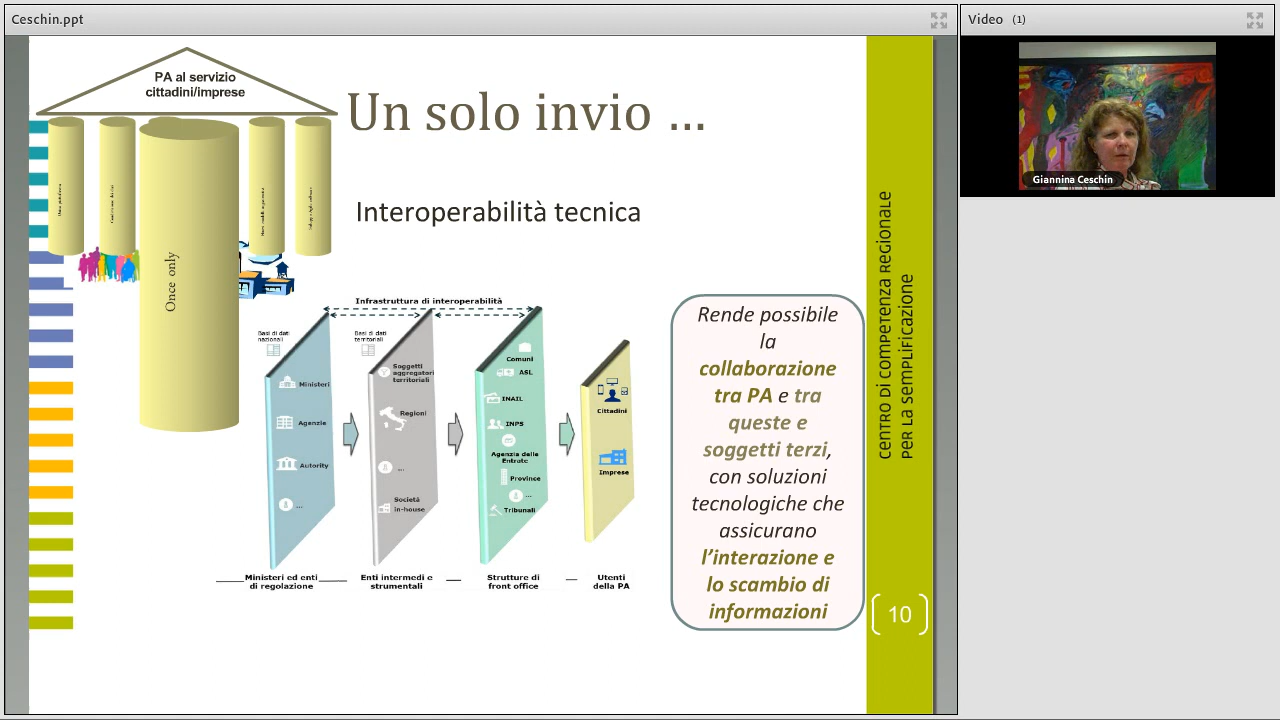 Ceschin.ppt
Video (1)
PA al servizio
cittadini/imprese
Un solo invio ...
Interoperabilità tecnica
Once only
Infrastruttura di interoperabilità
Basi di dati
nazionali
Basi di dati
territoriali
Ministeri
Agenzie
Autority
...
Soggetti
aggregatori
territoriali
Regioni
...
Società
in-house
Comuni
ASL
INAIL
INPS
Agenzia delle
Entrate
Province
...
Tribunali
Cittadini
Imprese
Ministeri ed enti
di regolazione
Enti intermedi e
strumentali
Strutture di
front office
Utenti
della PA
Rende possibile
la
collaborazione
tra PA e tra
queste e
soggetti terzi,
con soluzioni
tecnologiche che
assicurano
l'interazione e
lo scambio di
informazioni
CENTRO DI COMPETENZA REGIONALE
PER LA SEMPLIFICAZIONE
10
Giannina Ceschin